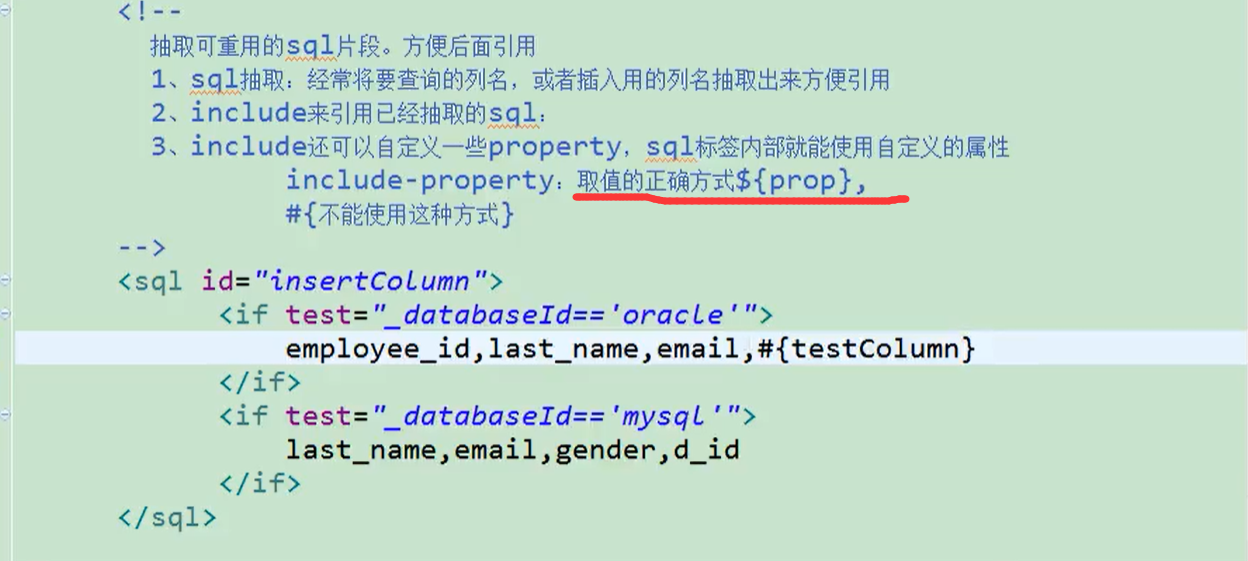 <!--
抽取可重用的sql片段。方便后面引用
1、sql抽取：经常将要查询的列名，或者插入用的列名抽取出来方便引用
2、include来引用已经抽取的sql：
3、include还可以自定义一些property，sql标签内部就能使用自定义的属性
include-property：取值的正确方式${prop},
#{不能使用这种方式}
-->
<sql id="insertColumn">
<if test="_databaseId=='oracle'">
employee_id,last_name,email,#{testColumn}
</if>
<if test="_databaseId=='mysql'">
last_name,email,gender,d_id
</if>
</sql>